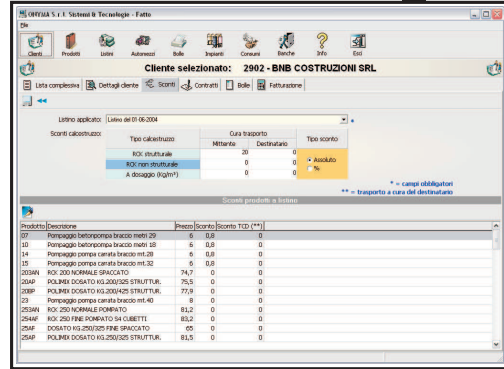 OMYRA S.r.l. Sistemi & Tecnologie - Fatto
File
Clienti Prodotti Listini Automezzi Bolle Impianti Consumi Banche Info Esci
Cliente selezionato: 2902 - BNB COSTRUZIONI SRL
Lista complessiva Dettagli cliente Sconti Contratti Bolle Fatturazione
Listino applicato: Listino del 01-06-2004 *
Sconti calcestruzzo:
Tipo calcestruzzo Cura trasporto Tipo sconto
Mittente Destinatario
RCK strutturale 20 0
RCK non strutturale 0 0
A dosaggio (Kg/m³) 0 0
Assoluto
%
* = campi obbligatori
** = trasporto a cura del destinatario
Sconti prodotti a listino
Prodotto Descrizione Prezzo Sconto Sconto TCD (**)
07 Pompaggio betonpompa braccio metri 29 6 0,8 0
10 Pompaggio betonpompa braccio metri 18 6 0,8 0
14 Pompaggio pompa carrata braccio mt.28 6 0,8 0
15 Pompaggio pompa carrata braccio mt.32 6 0,8 0
203AN RCK 200 NORMALE SPACCATO 74,7 0 0
20AP POLIMIX DOSATO KG.200/325 STRUTTUR. 75,5 0 0
20BP POLIMIX DOSATO KG.200/425 STRUTTUR. 77,9 0 0
23 Pompaggio pompa carrata braccio mt.40 8 0 0
253AN RCK 250 NORMALE POMPATO 81,2 0 0
254AF RCK 250 FINE POMPATO S4 CUBETTI 83,2 0 0
25AF DOSATO KG.250/325 FINE SPACCATO 65 0 0
25AP POLIMIX DOSATO KG.250/325 STRUTTUR. 81,5 0 0